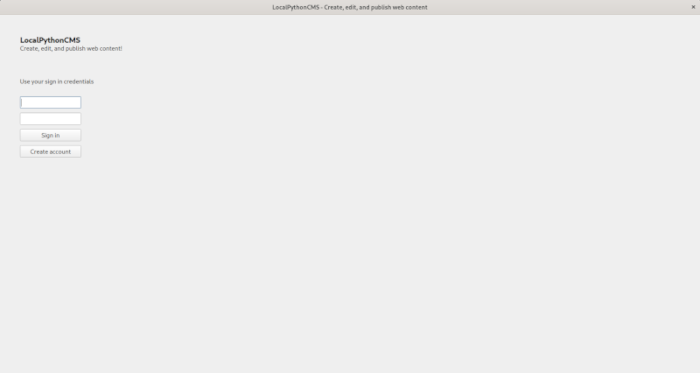 LocalPythonCMS - Create, edit, and publish web content
LocalPythonCMS
Create, edit, and publish web content!
Use your sign in credentials
Sign in
Create account